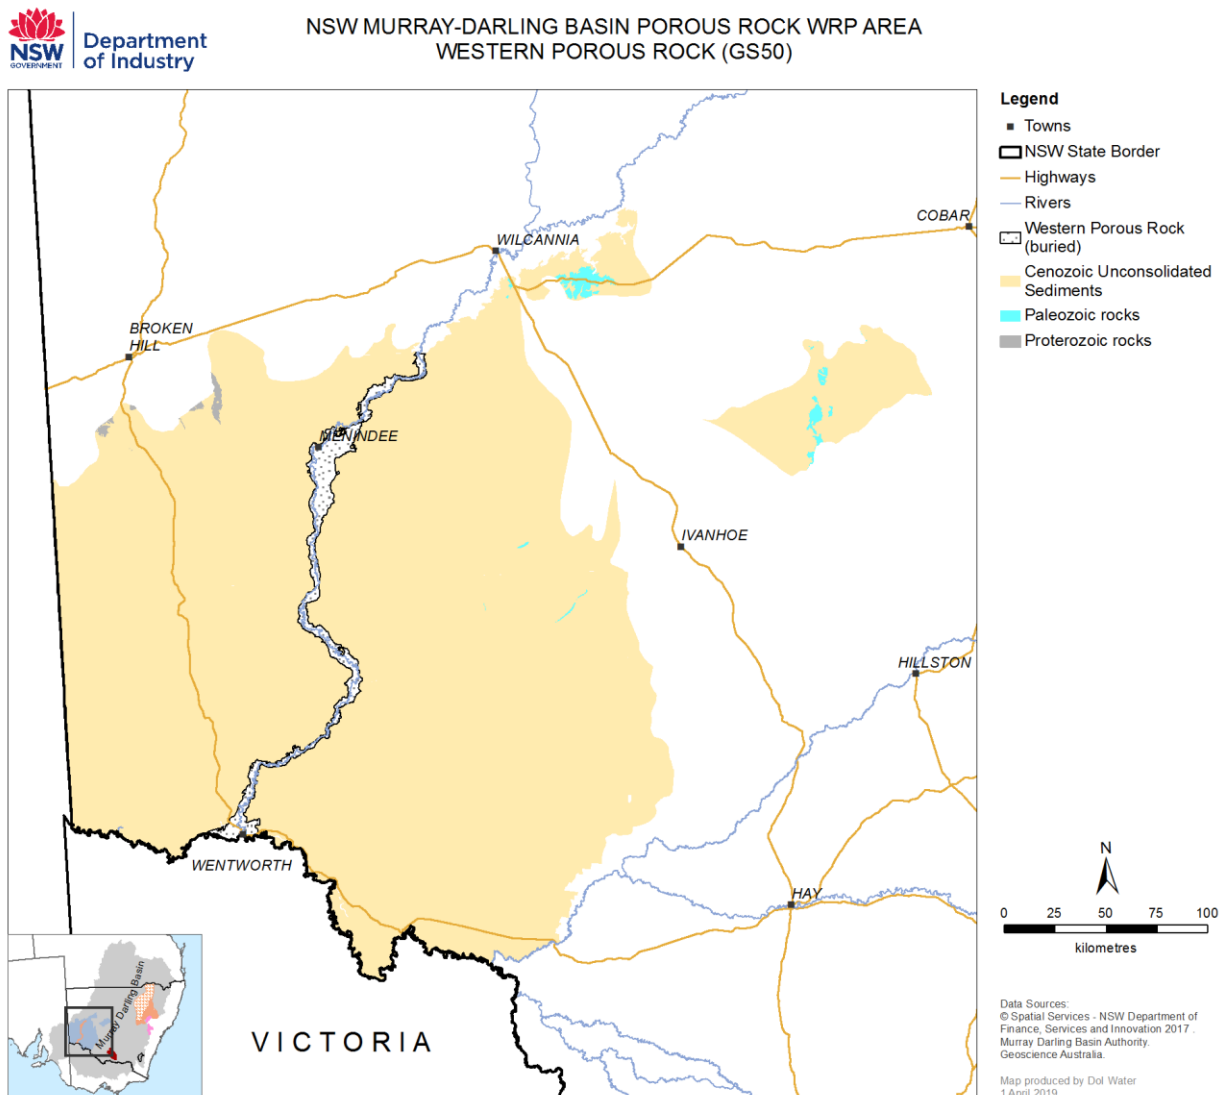 NSW
GOVERNMENT
Department
of Industry
NSW MURRAY-DARLING BASIN POROUS ROCK WRP AREA
WESTERN POROUS ROCK (GS50)
Legend
Towns
NSW State Border
Highways
Rivers
Western Porous Rock
(buried)
Cenozoic Unconsolidated
Sediments
Paleozoic rocks
Proterozoic rocks
COBAR
WILCANNIA
BROKEN
HILL
MENINDEE
IVANHOE
HILLSTON
WENTWORTH
HAY
VICTORIA
Murray Darling Basin
N
0 25 50 75 100
kilometres
Data Sources:
© Spatial Services - NSW Department of
Finance, Services and Innovation 2017 .
Murray Darling Basin Authority.
Geoscience Australia.
Map produced by DoI Water
1 April 2019